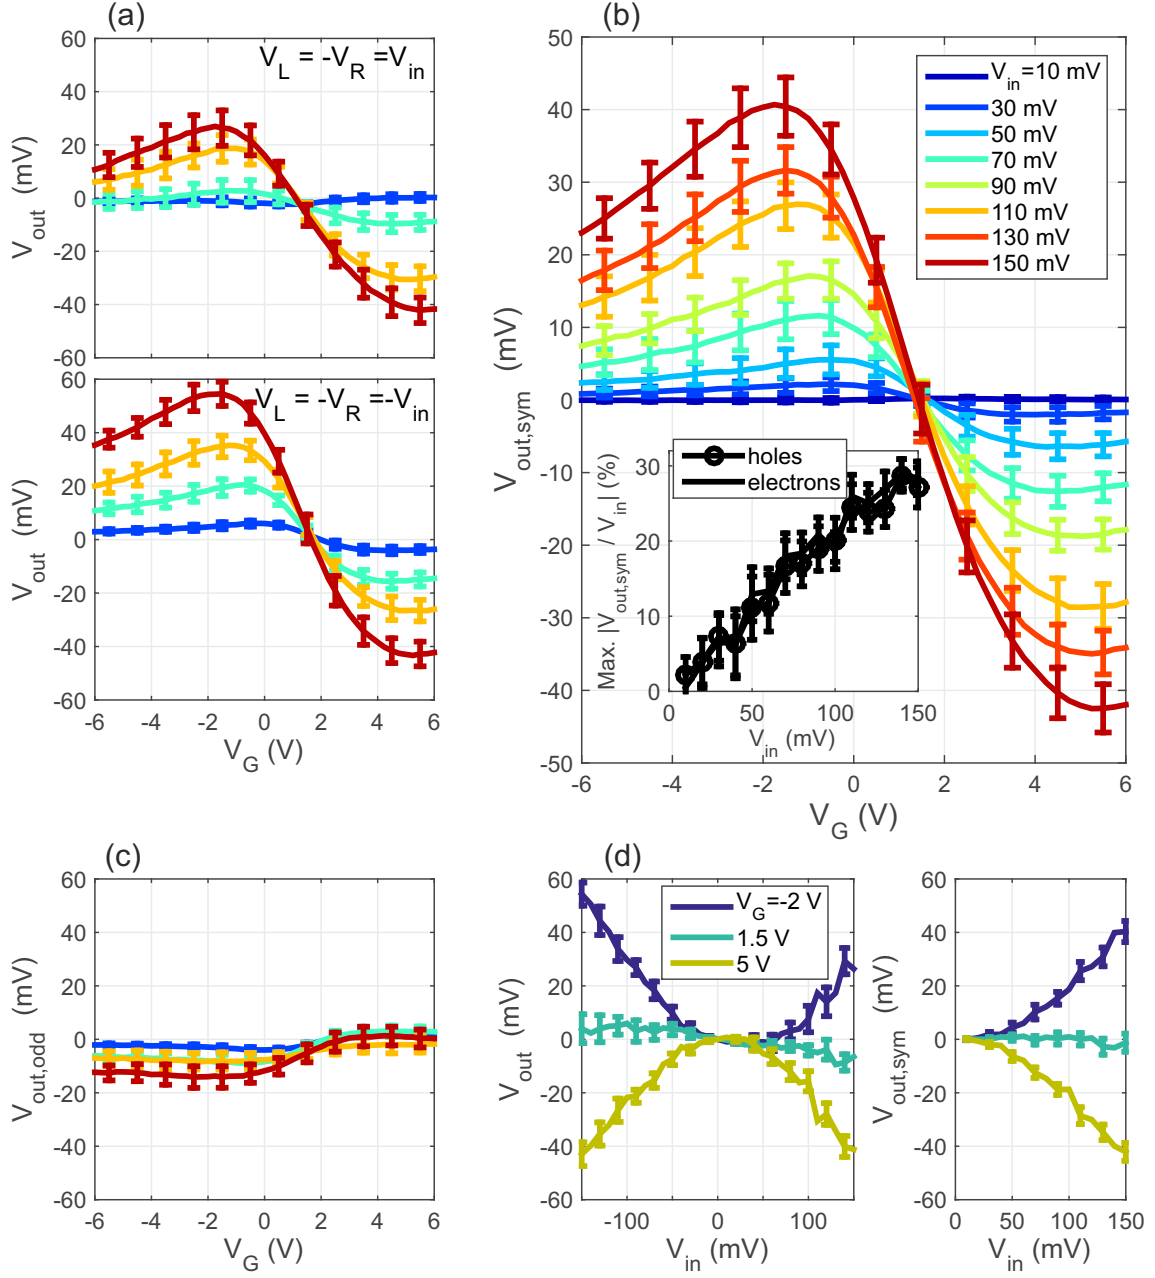 (a)
V_L = -V_R =V_in
60
40
20
0
-20
-40
-60
V_out (mV)
V_L = -V_R =-V_in
60
40
20
0
-20
-40
-60
V_out (mV)
-6 -4 -2 0 2 4 6
V_G (V)
(b)
50
40
30
20
10
0
-10
-20
-30
-40
-50
V_out,sym (mV)
V_in=10 mV
30 mV
50 mV
70 mV
90 mV
110 mV
130 mV
150 mV
holes
electrons
30
20
10
0
Max. |V_out,sym / V_in| (%)
0 50 100 150
V_in (mV)
-6 -4 -2 0 2 4 6
V_G (V)
(c)
60
40
20
0
-20
-40
-60
V_out,odd (mV)
-6 -4 -2 0 2 4 6
V_G (V)
(d)
60
40
20
0
-20
-40
-60
V_out (mV)
V_G=-2 V
1.5 V
5 V
-100 0 100
V_in (mV)
60
40
20
0
-20
-40
-60
V_out,sym (mV)
0 50 100 150
V_in (mV)